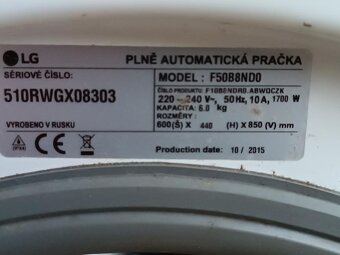 LG
PLNĚ AUTOMATICKÁ PRAČKA
SÉRIOVÉ ČÍSLO:
510RWGX08303
MODEL : F50B8ND0
ČÍSLO PRODUKTU: F10B8NDR0.ABWOCZK
220 ~ 240 V~, 50Hz, 10A, 1700 W
KAPACITA: 6.0 kg
ROZMĚRY :
600(Š) X 440 (H) X 850(V) mm
VYROBENO V RUSKU
Production date:
10 / 2015